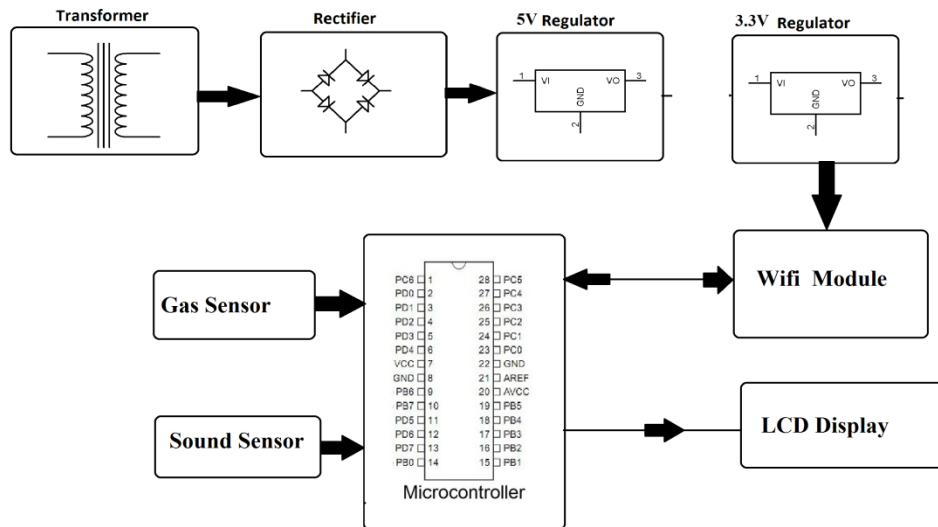 Transformer
Rectifier
5V Regulator
3.3V Regulator
1 VI VO 3
GND
2
1 VI VO 3
GND
2
Gas Sensor
Sound Sensor
PC6 1 28 PC5
PD0 2 27 PC4
PD1 3 26 PC3
PD2 4 25 PC2
PD3 5 24 PC1
PD4 6 23 PC0
VCC 7 22 GND
GND 8 21 AREF
PB6 9 20 AVCC
PB7 10 19 PB5
PD5 11 18 PB4
PD6 12 17 PB3
PD7 13 16 PB2
PB0 14 15 PB1
Microcontroller
Wifi Module
LCD Display